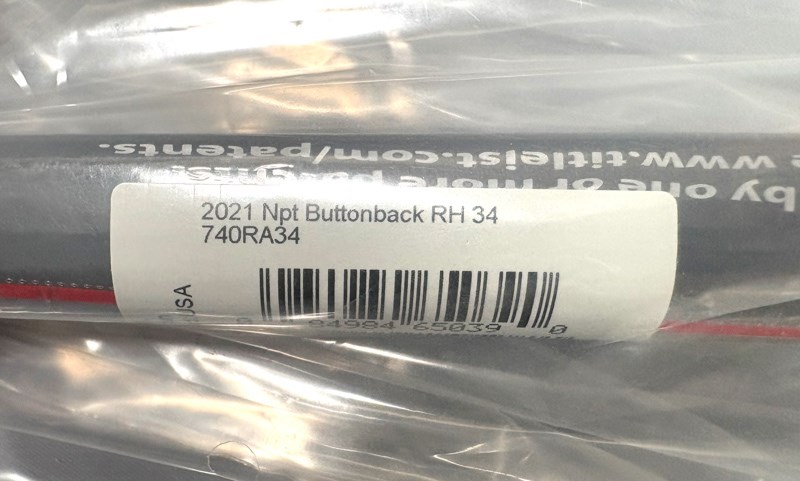 www.titleist.com/patents.
by one or more patents.
2021 Npt Buttonback RH 34
740RA34
USA
0 84984 65039 0